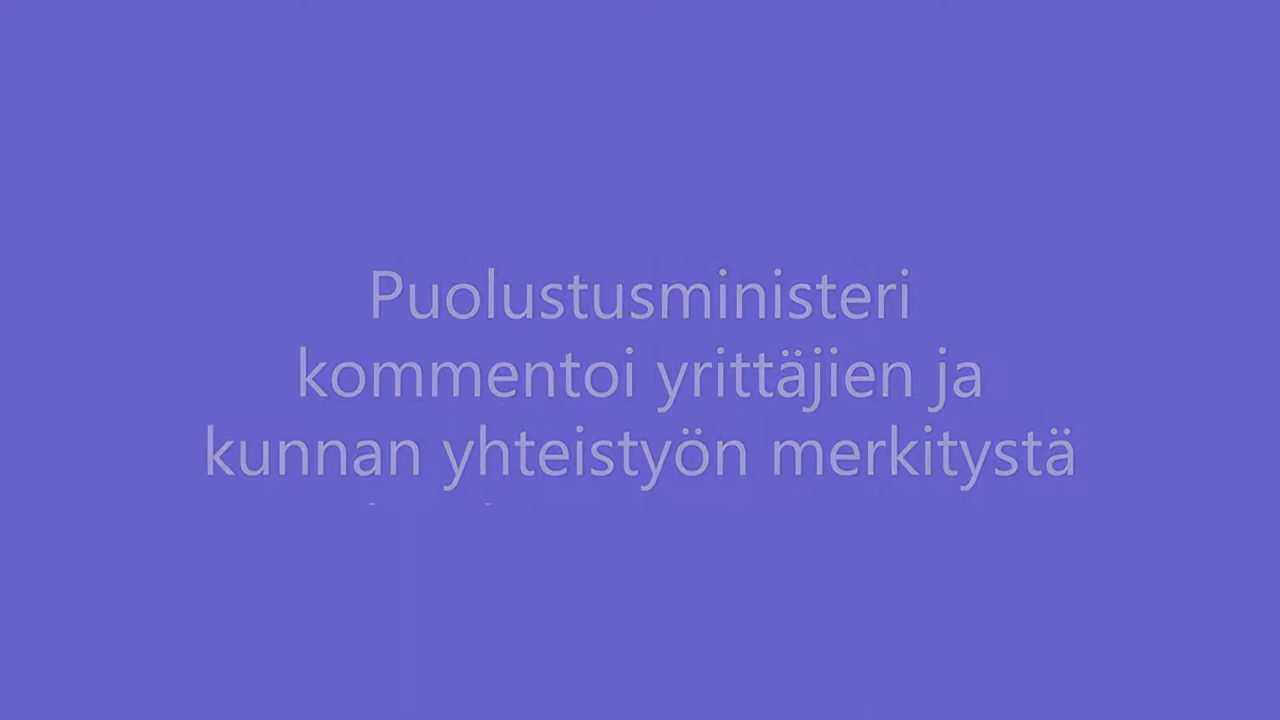 Puolustusministeri
kommentoi yrittäjien ja
kunnan yhteistyön merkitystä